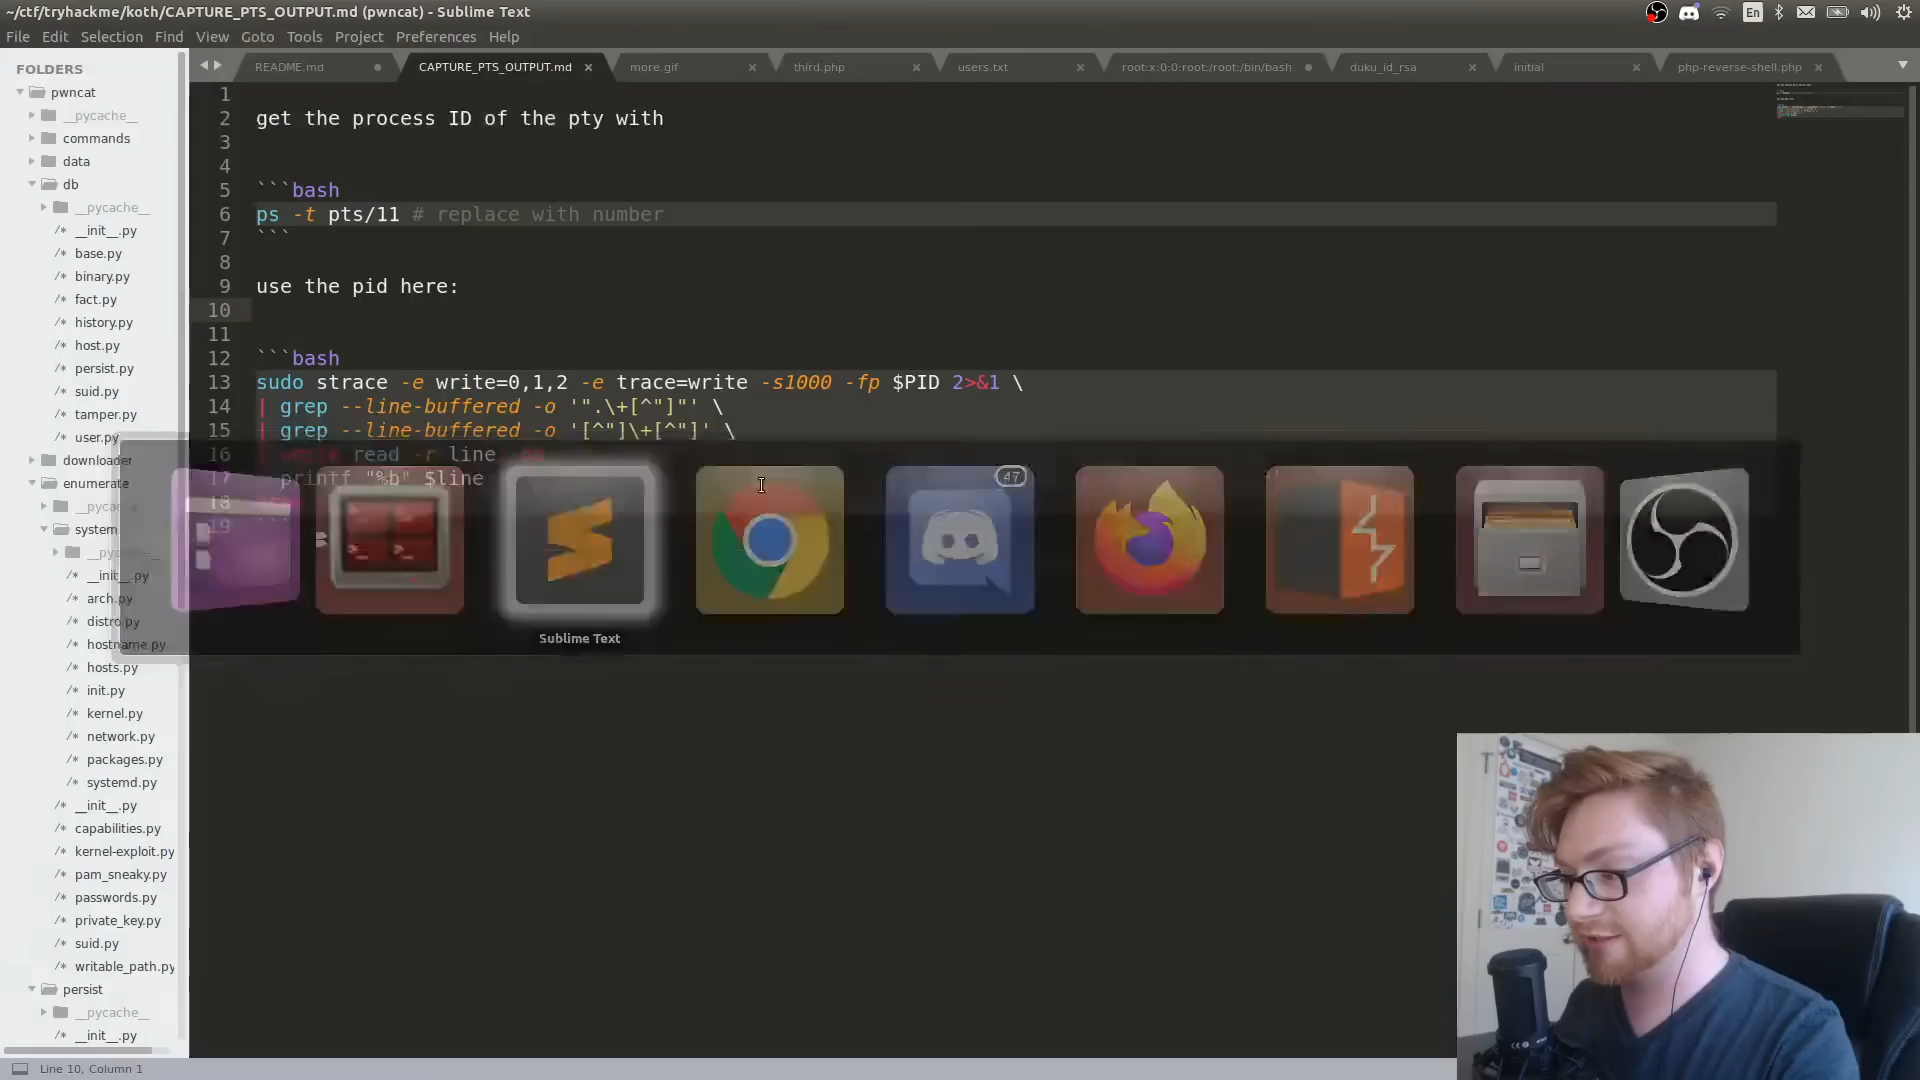 ~/ctf/tryhackme/koth/CAPTURE_PTS_OUTPUT.md (pwncat) - Sublime Text
En
File Edit Selection Find View Goto Tools Project Preferences Help
FOLDERS
README.md
CAPTURE_PTS_OUTPUT.md
more.gif
third.php
users.txt
root:x:0:0:root:/root:/bin/bash
duku_id_rsa
initial
php-reverse-shell.php
pwncat
__pycache__
commands
data
db
__pycache__
/* __init__.py
/* base.py
/* binary.py
/* fact.py
/* history.py
/* host.py
/* persist.py
/* suid.py
/* tamper.py
/* user.py
downloader
enumerate
__pycache__
system
__pycache__
/* __init__.py
/* arch.py
/* distro.py
/* hostname.py
/* hosts.py
/* init.py
/* kernel.py
/* network.py
/* packages.py
/* systemd.py
/* __init__.py
/* capabilities.py
/* kernel-exploit.py
/* pam_sneaky.py
/* passwords.py
/* private_key.py
/* suid.py
/* writable_path.py
persist
__pycache__
/* __init__.py
1
2 get the process ID of the pty with
3
4
5 ```bash
6 ps -t pts/11 # replace with number
7 ```
8
9 use the pid here:
10
11
12 ```bash
13 sudo strace -e write=0,1,2 -e trace=write -s1000 -fp $PID 2>&1 \
14 | grep --line-buffered -o '".\+[^"]"' \
15 | grep --line-buffered -o '[^"]\+[^"]' \
16 | while read -r line; do
17 printf "%b" $line
18
19 ```
47
Sublime Text
Line 10, Column 1